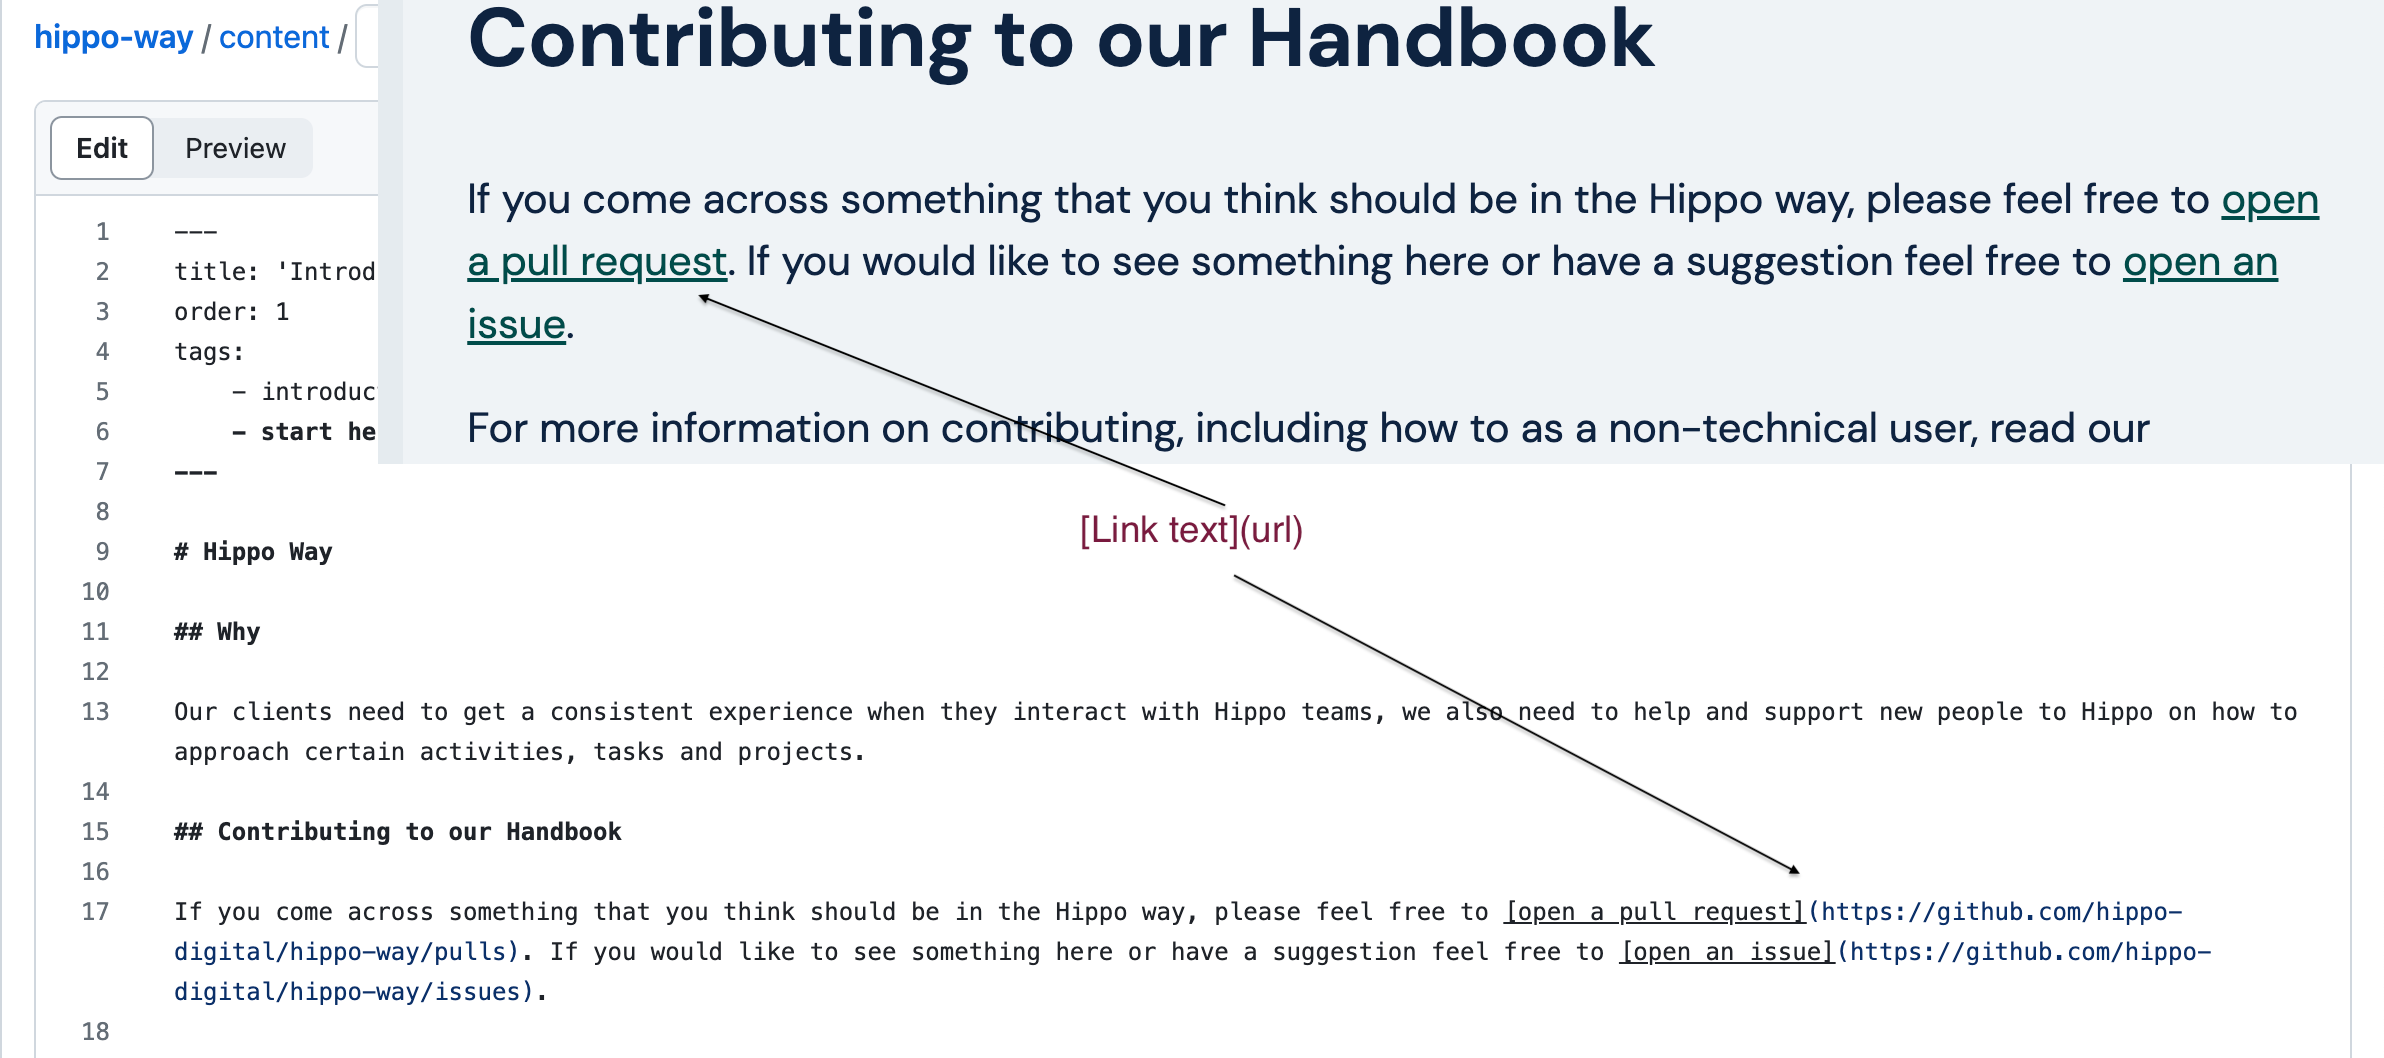 hippo-way / content /
Contributing to our Handbook
Edit Preview
If you come across something that you think should be in the Hippo way, please feel free to open
a pull request. If you would like to see something here or have a suggestion feel free to open an
issue.
For more information on contributing, including how to as a non-technical user, read our
[Link text](url)
1 ---
2 title: 'Introd
3 order: 1
4 tags:
5 - introduc
6 - start he
7 ---
8
9 # Hippo Way
10
11 ## Why
12
13 Our clients need to get a consistent experience when they interact with Hippo teams, we also need to help and support new people to Hippo on how to
approach certain activities, tasks and projects.
14
15 ## Contributing to our Handbook
16
17 If you come across something that you think should be in the Hippo way, please feel free to [open a pull request](https://github.com/hippo-
digital/hippo-way/pulls). If you would like to see something here or have a suggestion feel free to [open an issue](https://github.com/hippo-
digital/hippo-way/issues).
18